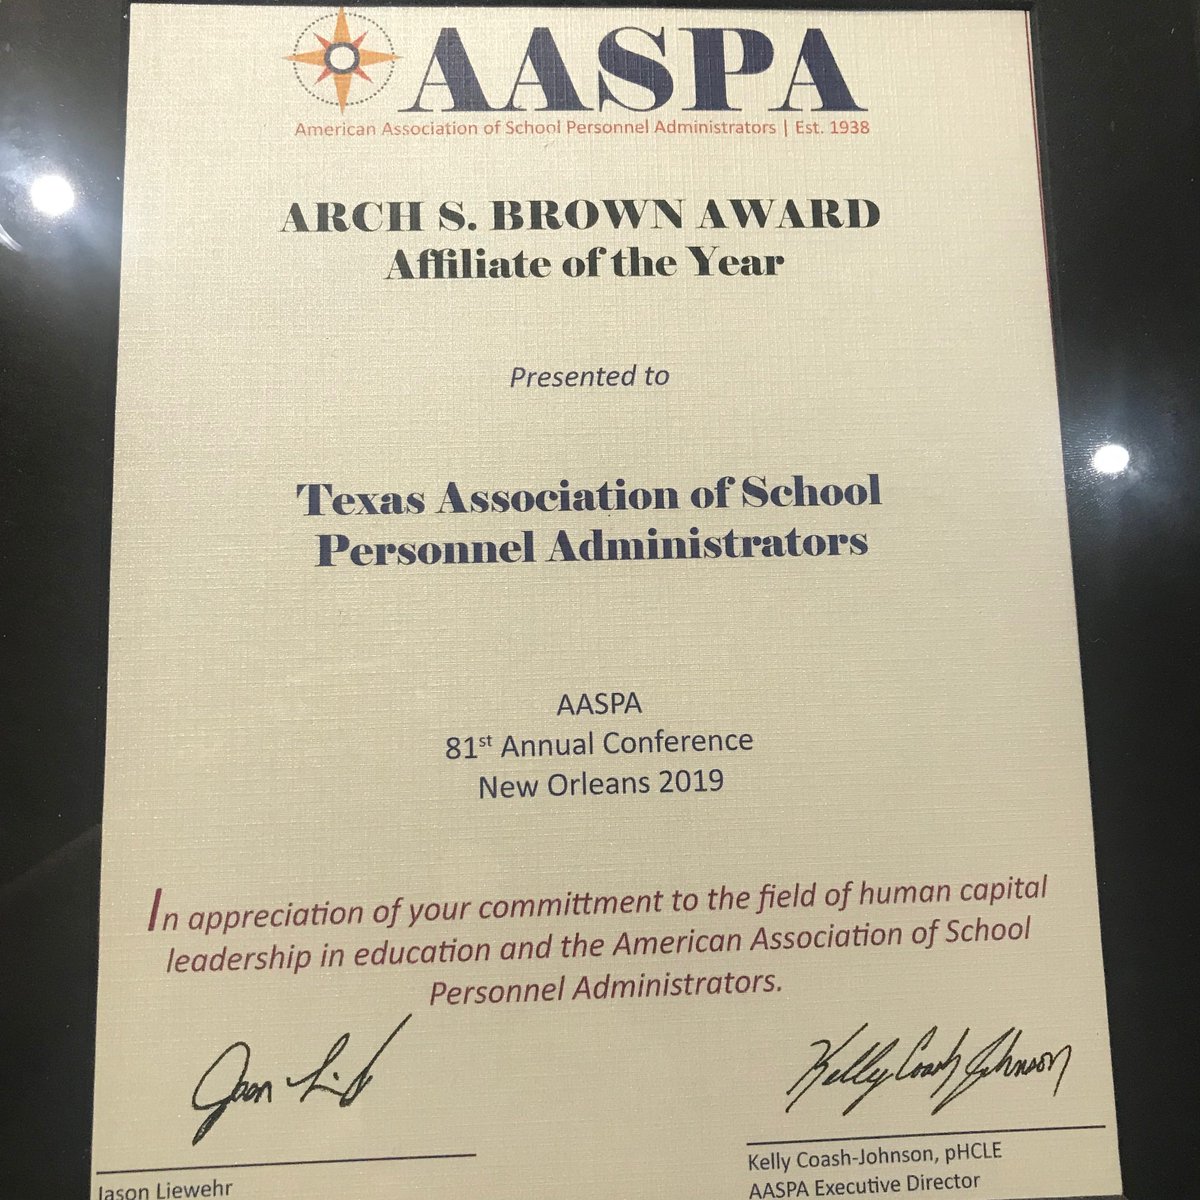 AASPA
American Association of School Personnel Administrators | Est. 1938
ARCH S. BROWN AWARD
Affiliate of the Year
Presented to
Texas Association of School
Personnel Administrators
AASPA
81st Annual Conference
New Orleans 2019
In appreciation of your committment to the field of human capital
leadership in education and the American Association of School
Personnel Administrators.
Kelly Coash-Johnson
Jason Liewehr
Kelly Coash-Johnson, pHCLE
AASPA Executive Director